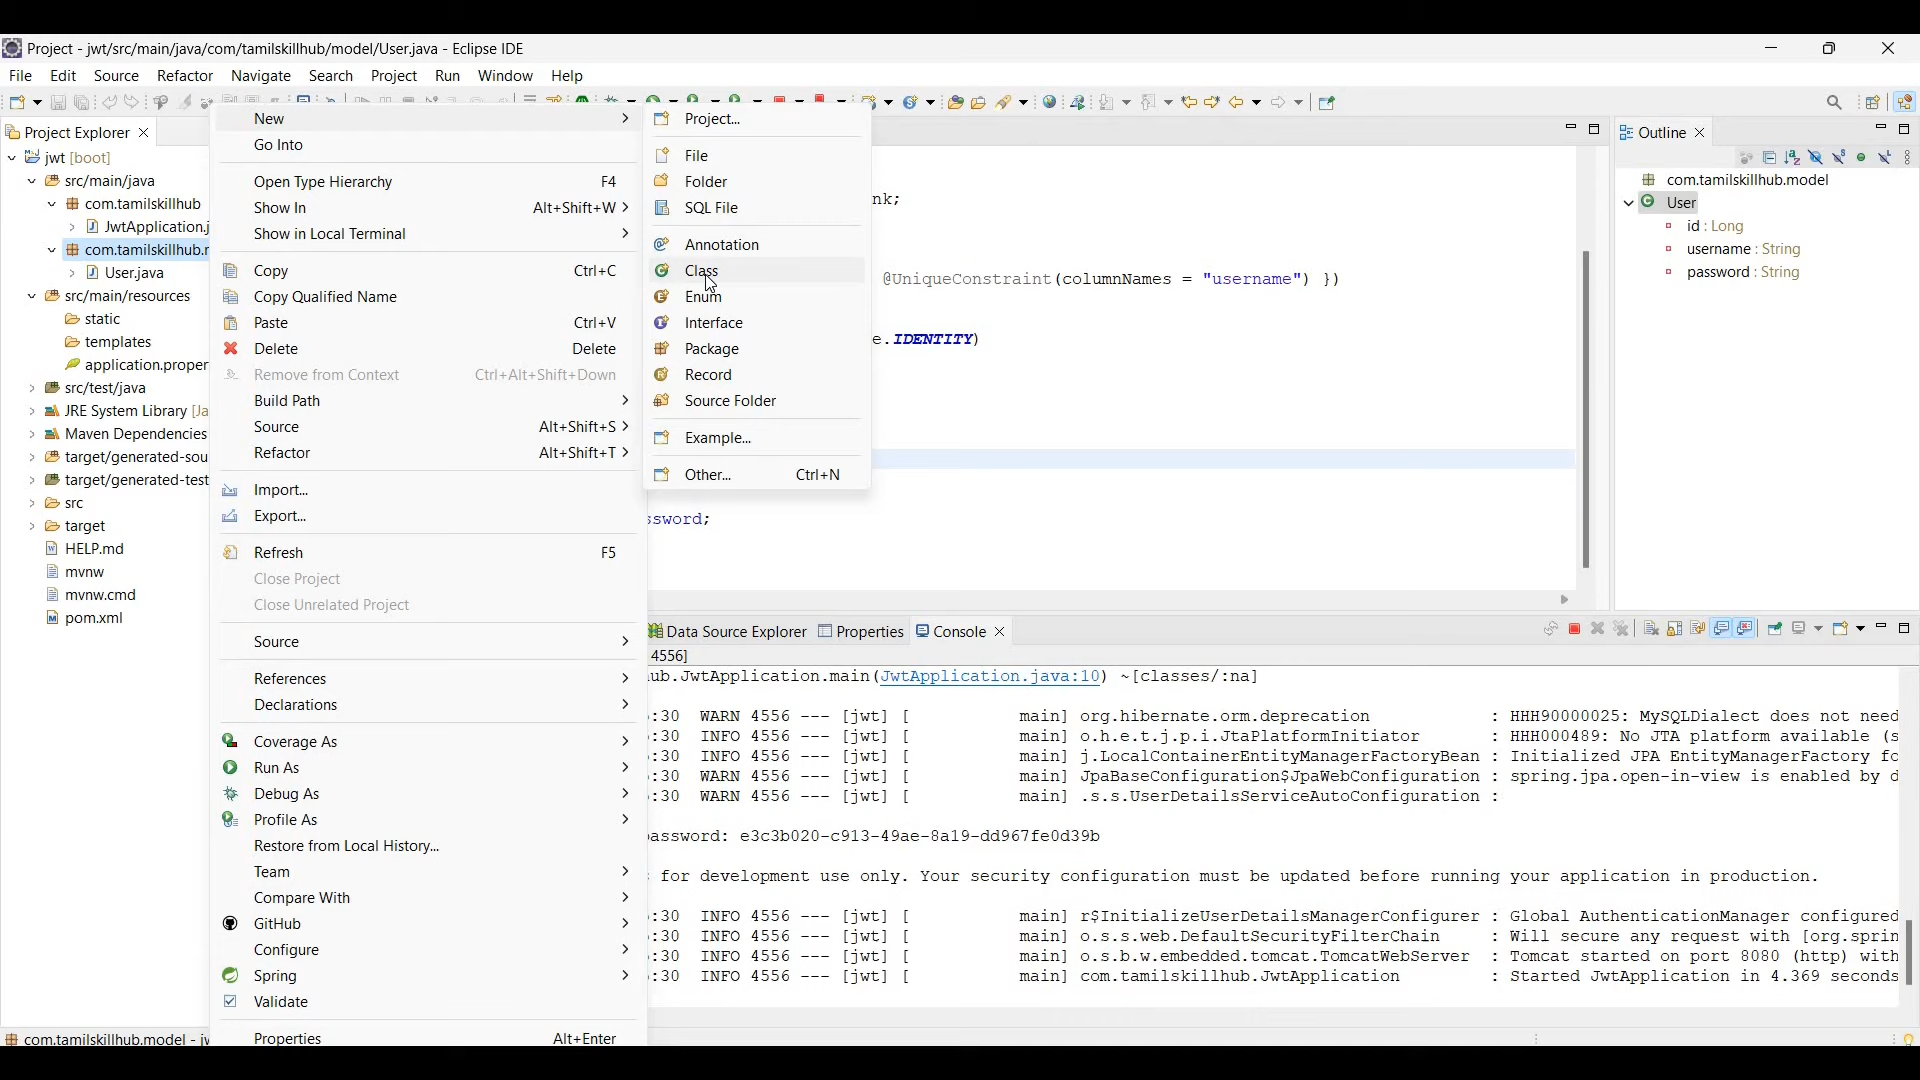 Project - jwt/src/main/java/com/tamilskillhub/model/User.java - Eclipse IDE
File Edit Source Refactor Navigate Search Project Run Window Help
Project Explorer
jwt [boot]
src/main/java
com.tamilskillhub
JwtApplication.j
com.tamilskillhub.r
User.java
src/main/resources
static
templates
application.proper
src/test/java
JRE System Library [Ja
Maven Dependencies
target/generated-sou
target/generated-test
src
target
HELP.md
mvnw
mvnw.cmd
pom.xml
New
Go Into
Open Type Hierarchy F4
Show In Alt+Shift+W
Show in Local Terminal
Copy Ctrl+C
Copy Qualified Name
Paste Ctrl+V
Delete Delete
Remove from Context Ctrl+Alt+Shift+Down
Build Path
Source Alt+Shift+S
Refactor Alt+Shift+T
Import...
Export...
Refresh F5
Close Project
Close Unrelated Project
Source
References
Declarations
Coverage As
Run As
Debug As
Profile As
Restore from Local History...
Team
Compare With
GitHub
Configure
Spring
Validate
Properties Alt+Enter
Project...
File
Folder
SQL File
Annotation
Class
Enum
Interface
Package
Record
Source Folder
Example...
Other... Ctrl+N
nk;
@UniqueConstraint(columnNames = "username") })
e.IDENTITY)
ssword;
Outline
com.tamilskillhub.model
User
id : Long
username : String
password : String
Data Source Explorer Properties Console
4556]
ub.JwtApplication.main(JwtApplication.java:10) ~[classes/:na]
:30 WARN 4556 --- [jwt] [ main] org.hibernate.orm.deprecation : HHH90000025: MySQLDialect does not need
:30 INFO 4556 --- [jwt] [ main] o.h.e.t.j.p.i.JtaPlatformInitiator : HHH000489: No JTA platform available (s
:30 INFO 4556 --- [jwt] [ main] j.LocalContainerEntityManagerFactoryBean : Initialized JPA EntityManagerFactory fo
:30 WARN 4556 --- [jwt] [ main] JpaBaseConfiguration$JpaWebConfiguration : spring.jpa.open-in-view is enabled by d
:30 WARN 4556 --- [jwt] [ main] .s.s.UserDetailsServiceAutoConfiguration :
password: e3c3b020-c913-49ae-8a19-dd967fe0d39b
for development use only. Your security configuration must be updated before running your application in production.
:30 INFO 4556 --- [jwt] [ main] r$InitializeUserDetailsManagerConfigurer : Global AuthenticationManager configured
:30 INFO 4556 --- [jwt] [ main] o.s.s.web.DefaultSecurityFilterChain : Will secure any request with [org.sprin
:30 INFO 4556 --- [jwt] [ main] o.s.b.w.embedded.tomcat.TomcatWebServer : Tomcat started on port 8080 (http) with
:30 INFO 4556 --- [jwt] [ main] com.tamilskillhub.JwtApplication : Started JwtApplication in 4.369 seconds
com.tamilskillhub.model - jw